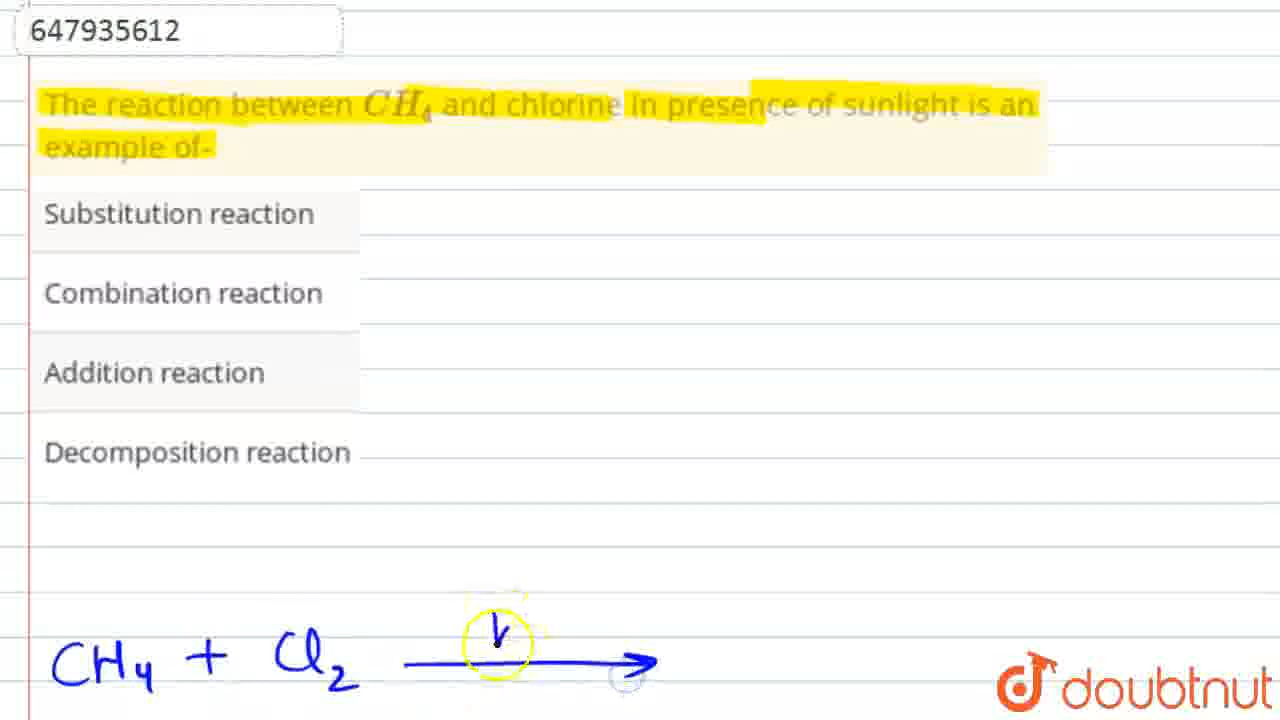 647935612
The reaction between CH₄ and chlorine in presence of sunlight is an
example of-
Substitution reaction
Combination reaction
Addition reaction
Decomposition reaction
CH₄ + Cl₂ →
doubtnut